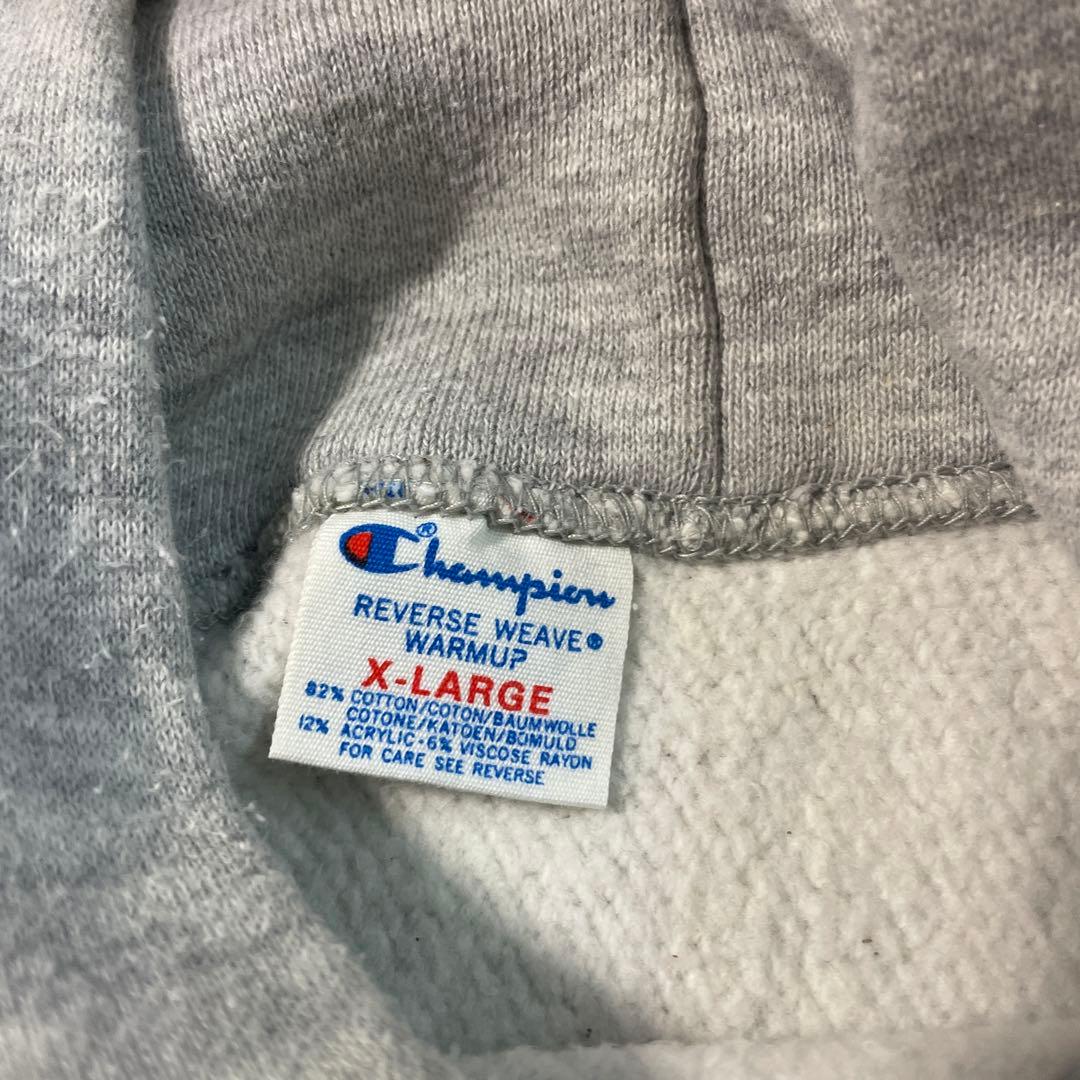 Champion®
REVERSE WEAVE®
WARMUP
X-LARGE
82% COTTON/COTON/BAUMWOLLE
COTONE/KATOEN/BOMULD
12% ACRYLIC-6% VISCOSE RAYON
FOR CARE SEE REVERSE